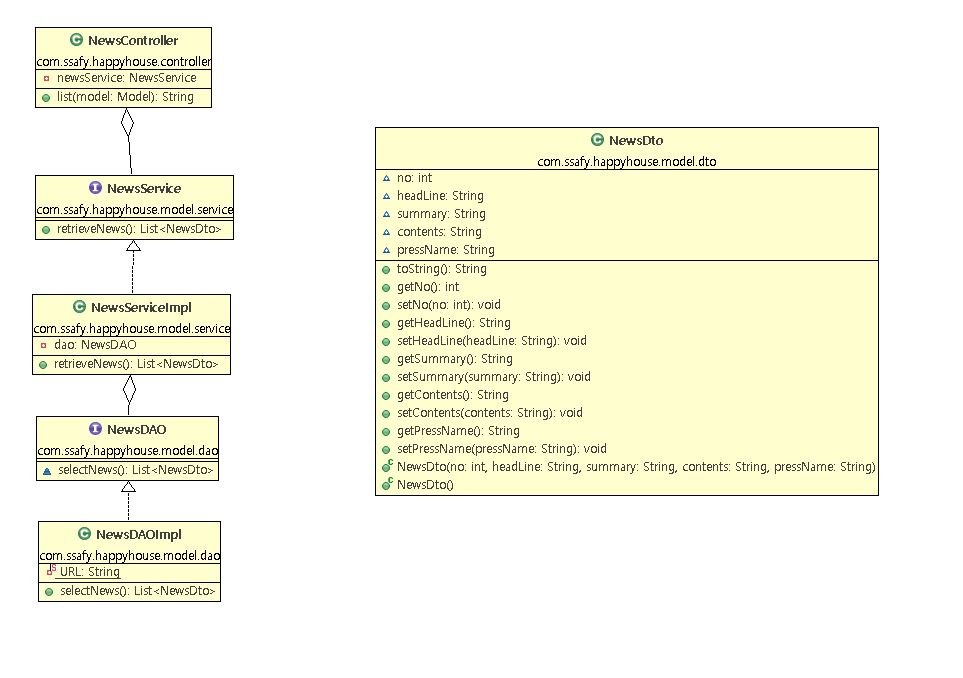 NewsController
com.ssafy.happyhouse.controller
newsService: NewsService
list(model: Model): String
NewsService
com.ssafy.happyhouse.model.service
retrieveNews(): List<NewsDto>
NewsServiceImpl
com.ssafy.happyhouse.model.service
dao: NewsDAO
retrieveNews(): List<NewsDto>
NewsDAO
com.ssafy.happyhouse.model.dao
selectNews(): List<NewsDto>
NewsDAOImpl
com.ssafy.happyhouse.model.dao
URL: String
selectNews(): List<NewsDto>
NewsDto
com.ssafy.happyhouse.model.dto
no: int
headLine: String
summary: String
contents: String
pressName: String
toString(): String
getNo(): int
setNo(no: int): void
getHeadLine(): String
setHeadLine(headLine: String): void
getSummary(): String
setSummary(summary: String): void
getContents(): String
setContents(contents: String): void
getPressName(): String
setPressName(pressName: String): void
NewsDto(no: int, headLine: String, summary: String, contents: String, pressName: String)
NewsDto()